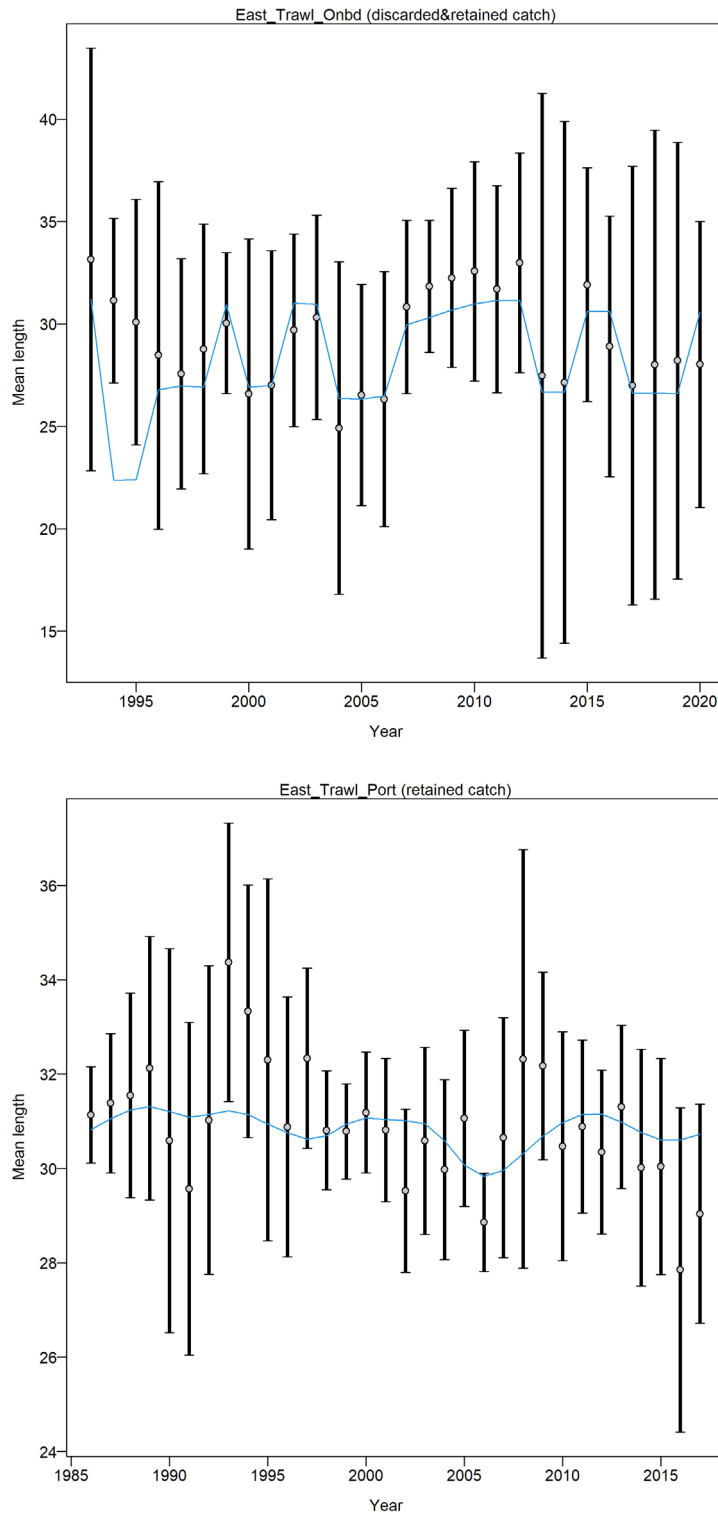 East_Trawl_Onbd (discarded&retained catch)
40
35
30
25
20
15
Mean length
1995 2000 2005 2010 2015 2020
Year
East_Trawl_Port (retained catch)
36
34
32
30
28
26
24
Mean length
1985 1990 1995 2000 2005 2010 2015
Year